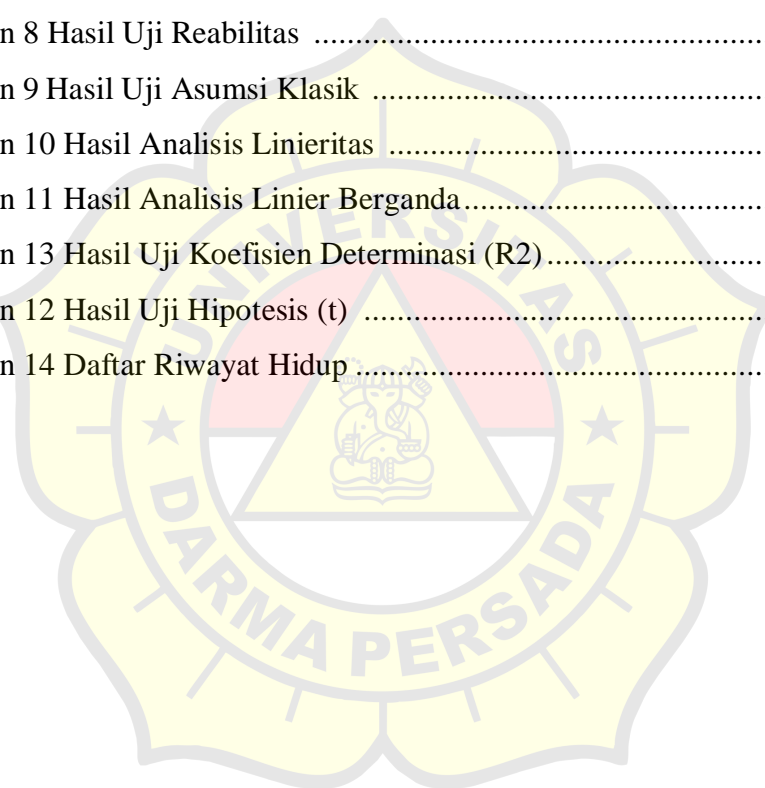 n 8 Hasil Uji Reabilitas ......................................................
n 9 Hasil Uji Asumsi Klasik ...............................................
n 10 Hasil Analisis Linieritas .............................................
n 11 Hasil Analisis Linier Berganda....................................
n 13 Hasil Uji Koefisien Determinasi (R2)..........................
n 12 Hasil Uji Hipotesis (t) ................................................
n 14 Daftar Riwayat Hidup .................................................
UNIVERSITAS
DARMA PERSADA